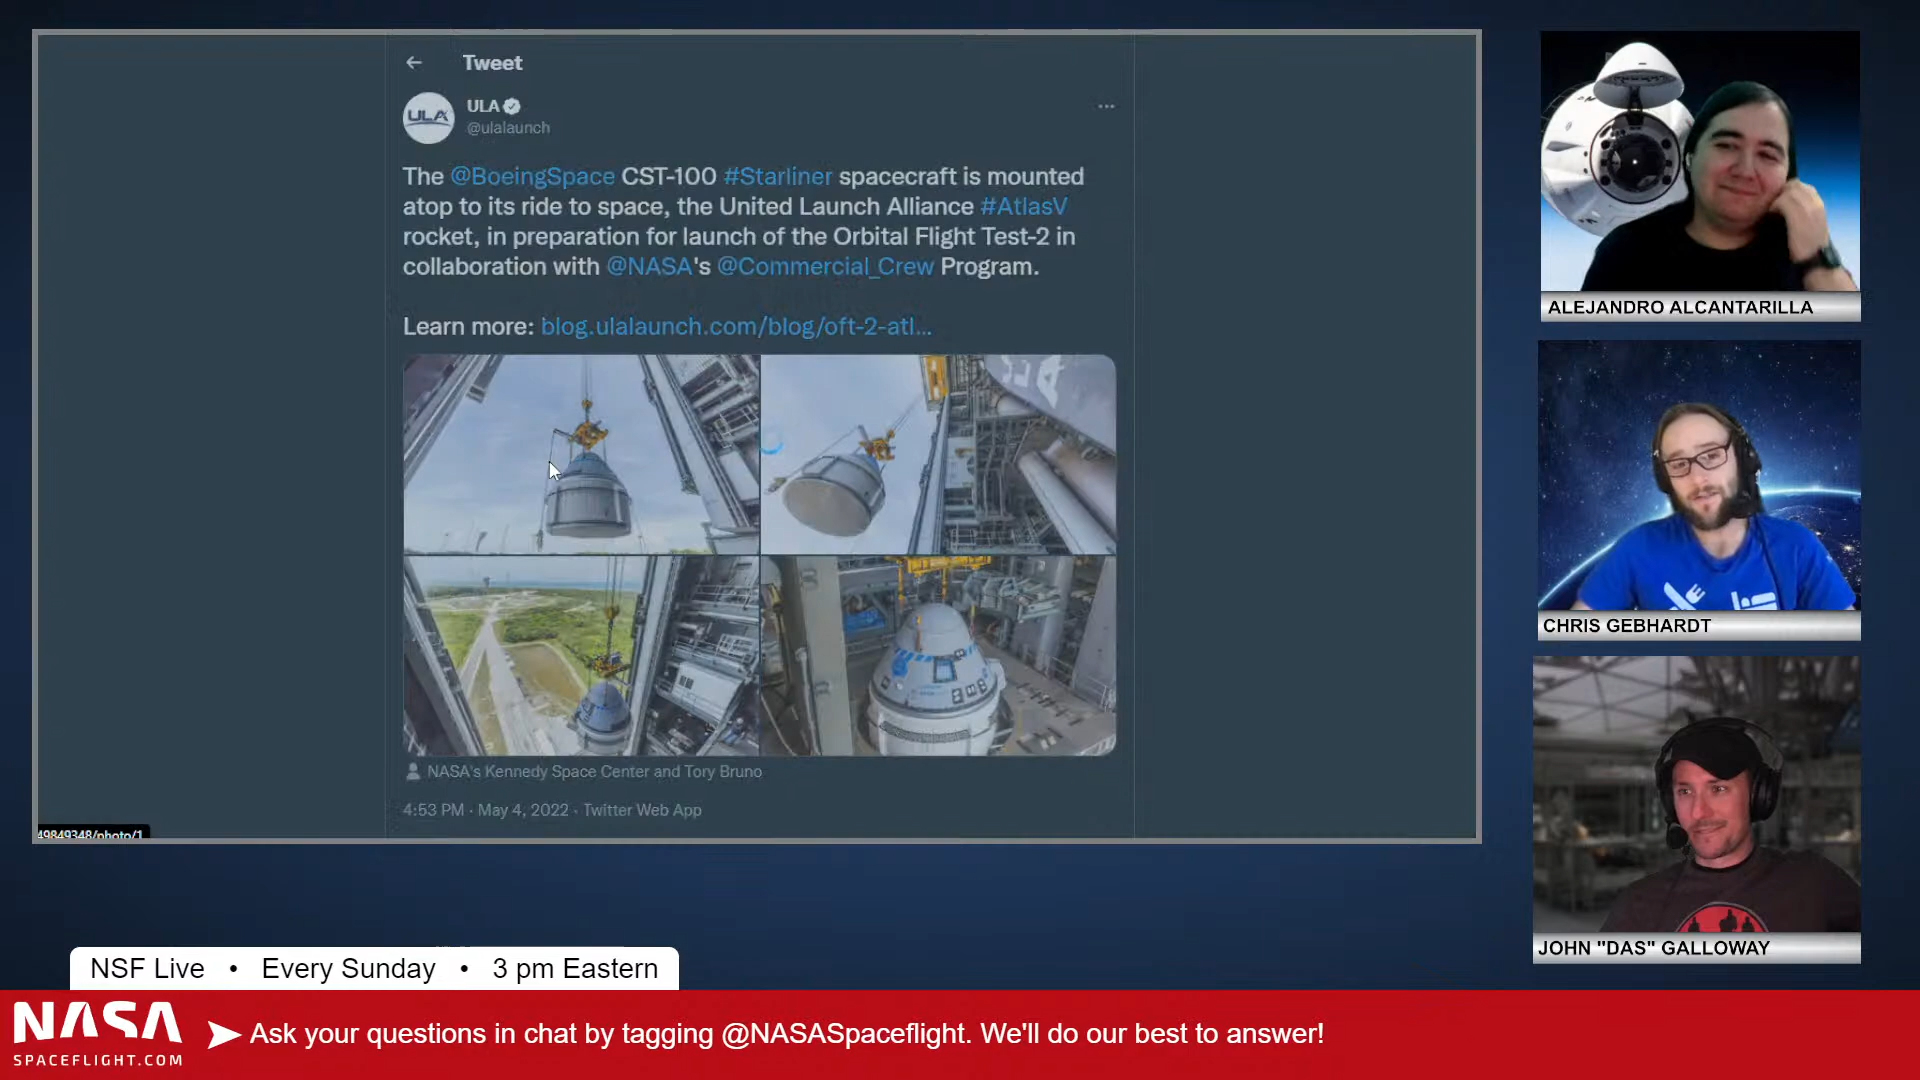 Tweet
ULA
ULA
@ulalaunch
The @BoeingSpace CST-100 #Starliner spacecraft is mounted
atop to its ride to space, the United Launch Alliance #AtlasV
rocket, in preparation for launch of the Orbital Flight Test-2 in
collaboration with @NASA's @Commercial_Crew Program.
Learn more: blog.ulalaunch.com/blog/oft-2-atl...
NASA's Kennedy Space Center and Tory Bruno
4:53 PM · May 4, 2022 · Twitter Web App
49849348/photo/1
ALEJANDRO ALCANTARILLA
CHRIS GEBHARDT
JOHN "DAS" GALLOWAY
NSF Live • Every Sunday • 3 pm Eastern
NASA
SPACEFLIGHT.COM
Ask your questions in chat by tagging @NASASpaceflight. We'll do our best to answer!